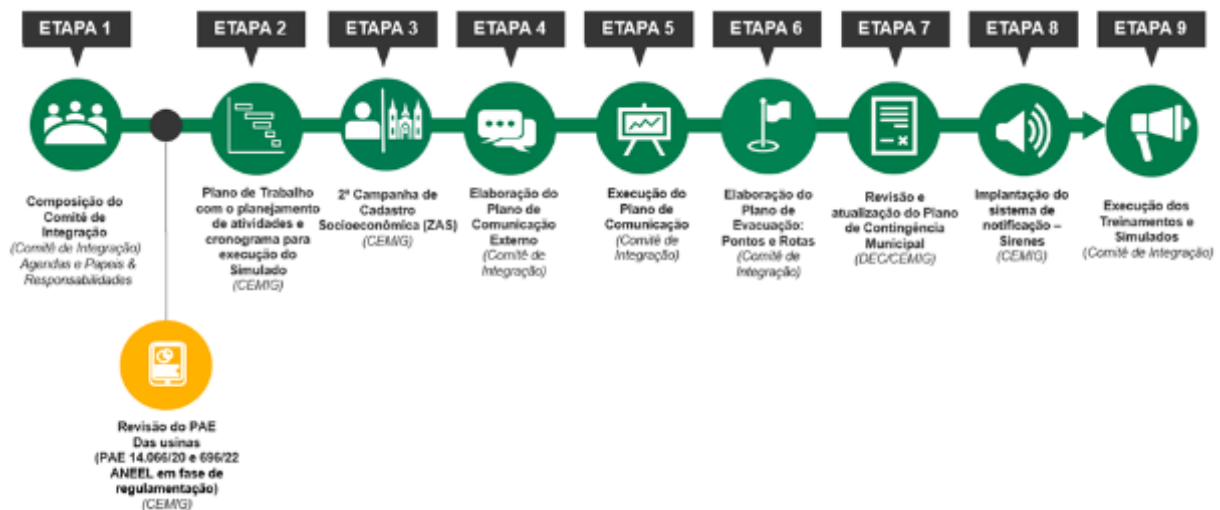 ETAPA 1
Composição do
Comitê de
Integração
(Comitê de Integração)
Agendas e Papeis &
Responsabilidades
Revisão do PAE
Das usinas
(PAE 14.066/20 e 696/22
ANEEL em fase de
regulamentação)
(CEMIG)
ETAPA 2
Plano de Trabalho
com o planejamento
de atividades e
cronograma para
execução do
Simulado
(CEMIG)
ETAPA 3
2ª Campanha de
Cadastro
Socioeconômica (ZAS)
(CEMIG)
ETAPA 4
Elaboração do
Plano de
Comunicação
Externo
(Comitê de
Integração)
ETAPA 5
Execução do
Plano de
Comunicação
(Comitê de
Integração)
ETAPA 6
Elaboração do
Plano de
Evacuação:
Pontos e Rotas
(Comitê de
Integração)
ETAPA 7
Revisão e
atualização do Plano
de Contingência
Municipal
(DEC/CEMIG)
ETAPA 8
Implantação do
sistema de
notificação –
Sirenes
(CEMIG)
ETAPA 9
Execução dos
Treinamentos e
Simulados
(Comitê de Integração)